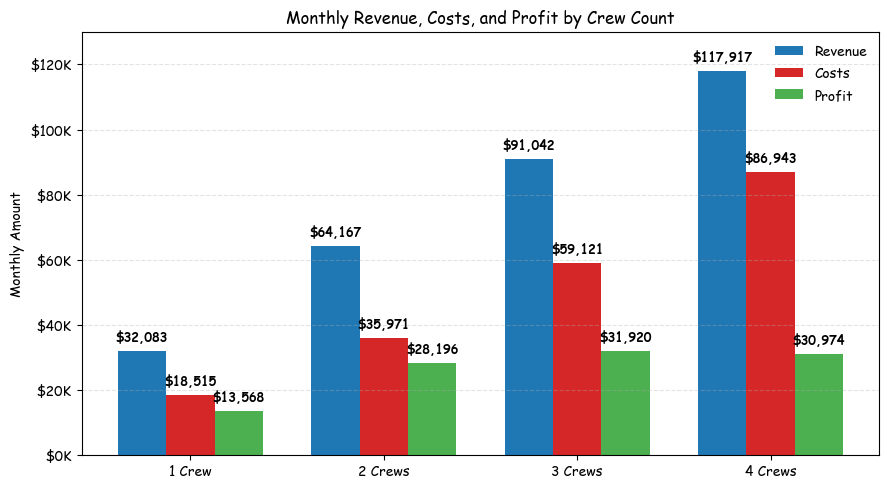 Monthly Revenue, Costs, and Profit by Crew Count
Revenue
Costs
Profit
Monthly Amount
$120K
$100K
$80K
$60K
$40K
$20K
$0K
$32,083
$18,515
$13,568
$64,167
$35,971
$28,196
$91,042
$59,121
$31,920
$117,917
$86,943
$30,974
1 Crew
2 Crews
3 Crews
4 Crews